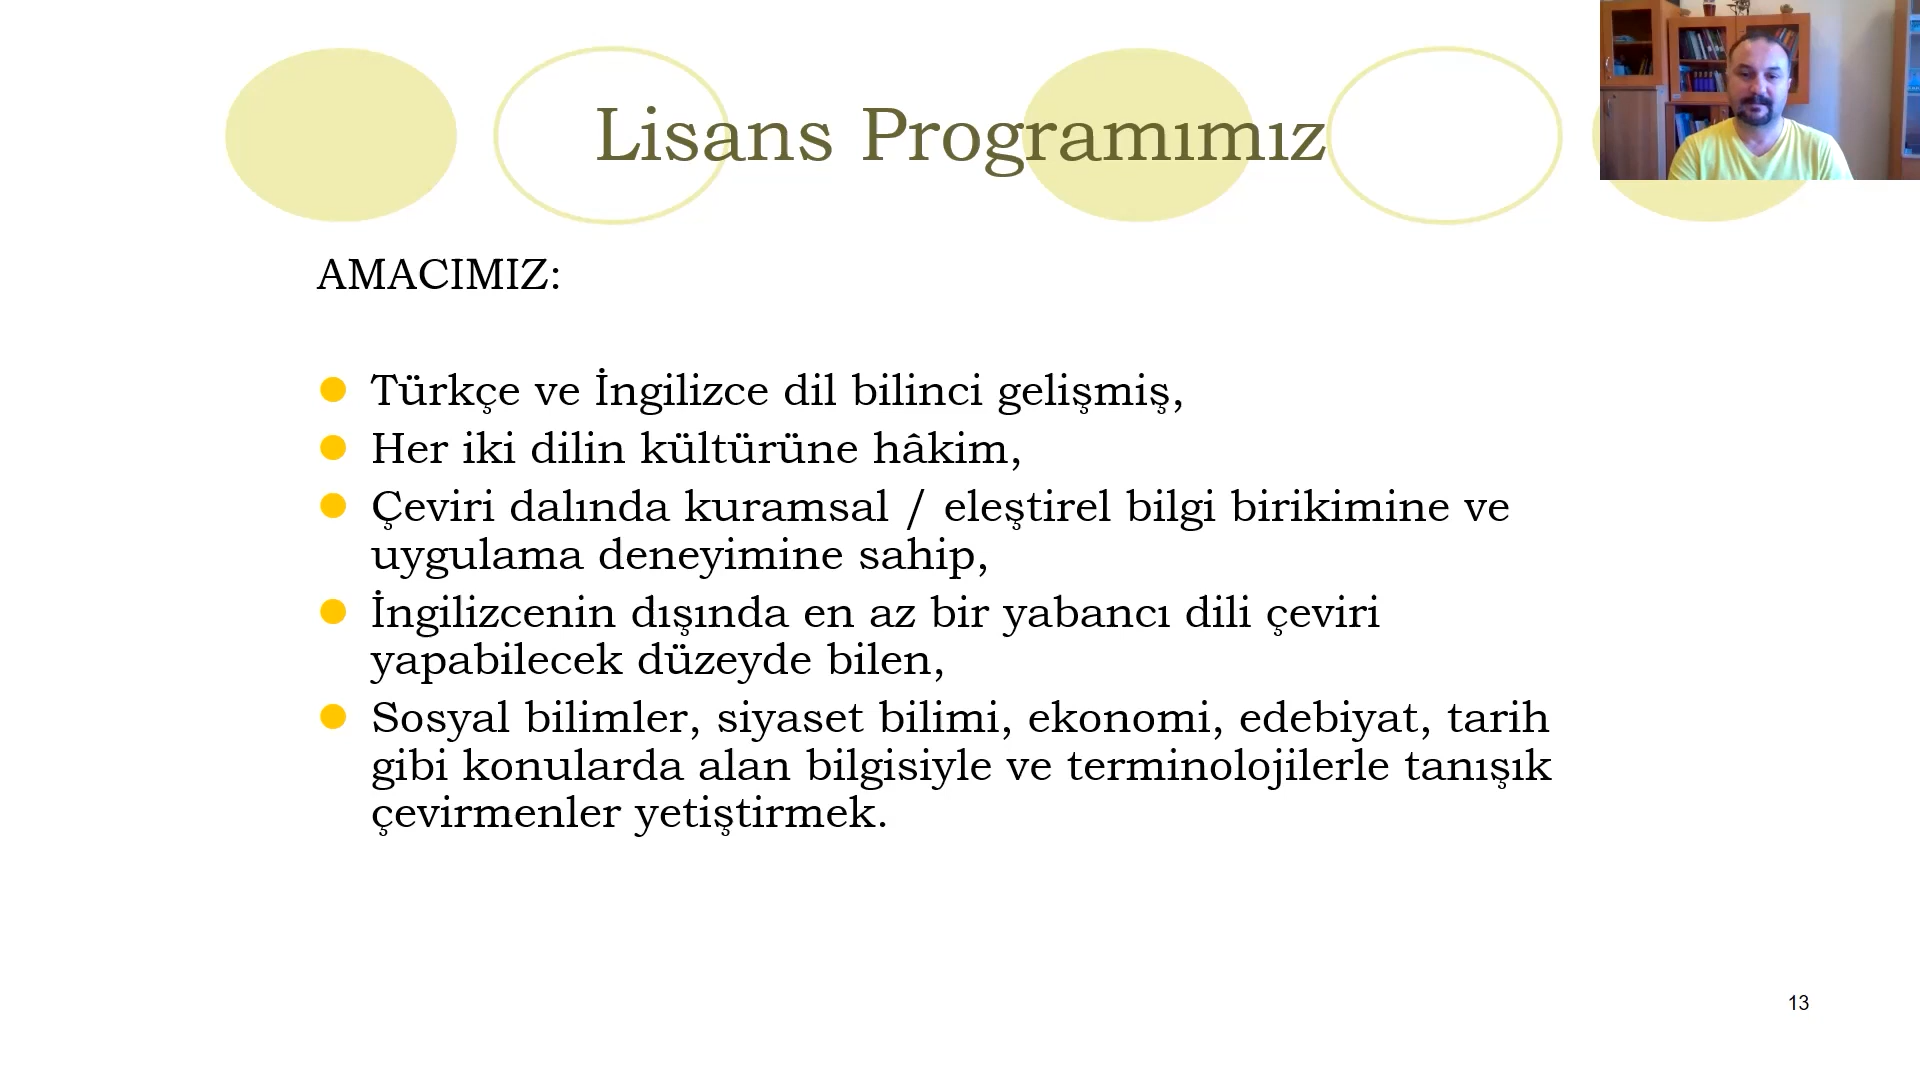 Lisans Programımız
AMACIMIZ:
Türkçe ve İngilizce dil bilinci gelişmiş,
Her iki dilin kültürüne hâkim,
Çeviri dalında kuramsal / eleştirel bilgi birikimine ve
uygulama deneyimine sahip,
İngilizcenin dışında en az bir yabancı dili çeviri
yapabilecek düzeyde bilen,
Sosyal bilimler, siyaset bilimi, ekonomi, edebiyat, tarih
gibi konularda alan bilgisiyle ve terminolojilerle tanışık
çevirmenler yetiştirmek.
13